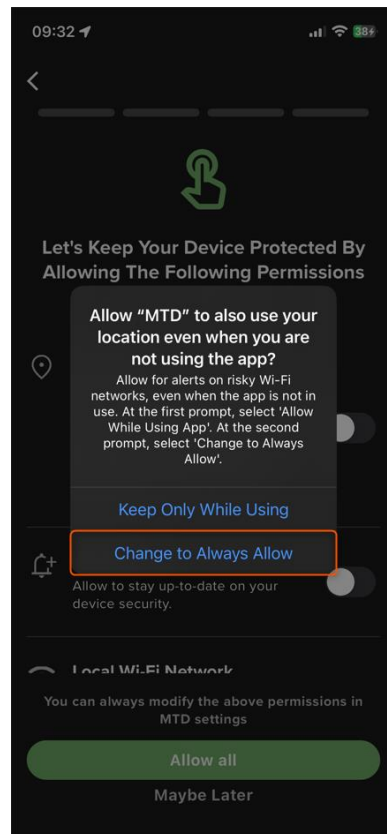 09:32
38
Let's Keep Your Device Protected By
Allowing The Following Permissions
Allow “MTD” to also use your
location even when you are
not using the app?
Allow for alerts on risky Wi-Fi
networks, even when the app is not in
use. At the first prompt, select 'Allow
While Using App'. At the second
prompt, select 'Change to Always
Allow'.
Keep Only While Using
Change to Always Allow
Allow to stay up-to-date on your
device security.
Local Wi-Fi Network
You can always modify the above permissions in
MTD settings
Allow all
Maybe Later